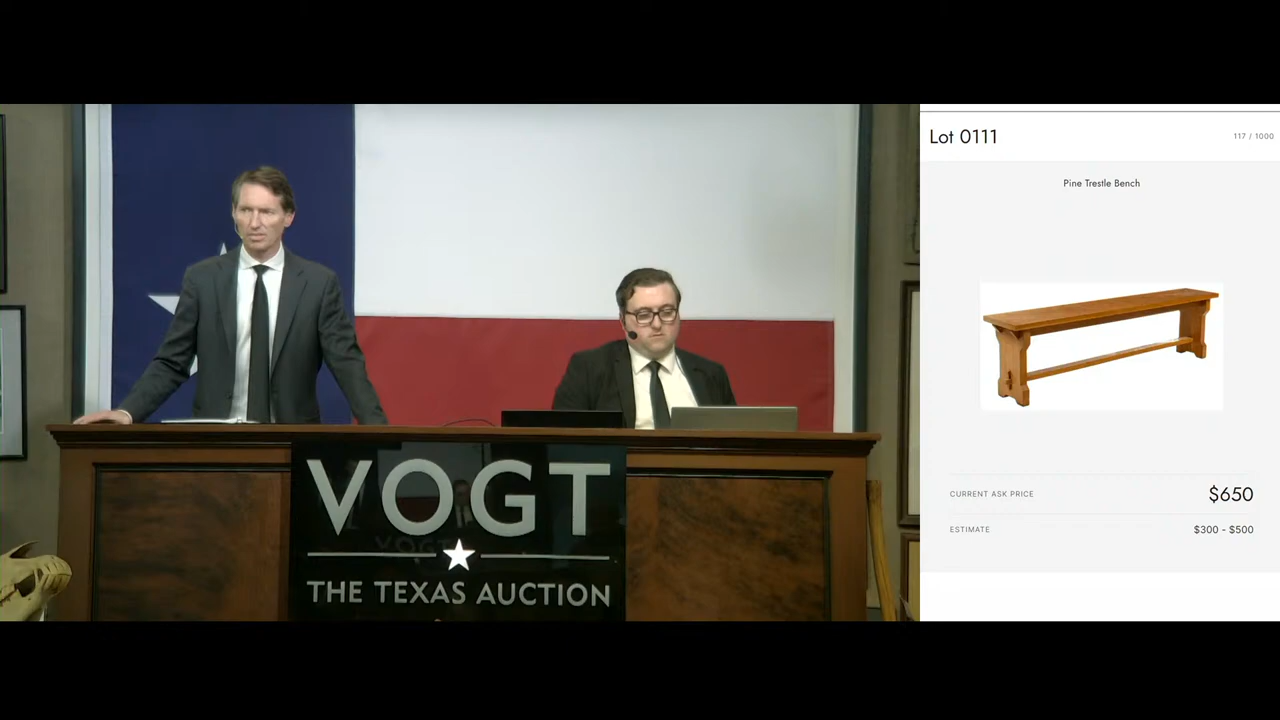 Lot 0111
117 / 1000
Pine Trestle Bench
CURRENT ASK PRICE
$650
ESTIMATE
$300 - $500
VOGT
THE TEXAS AUCTION